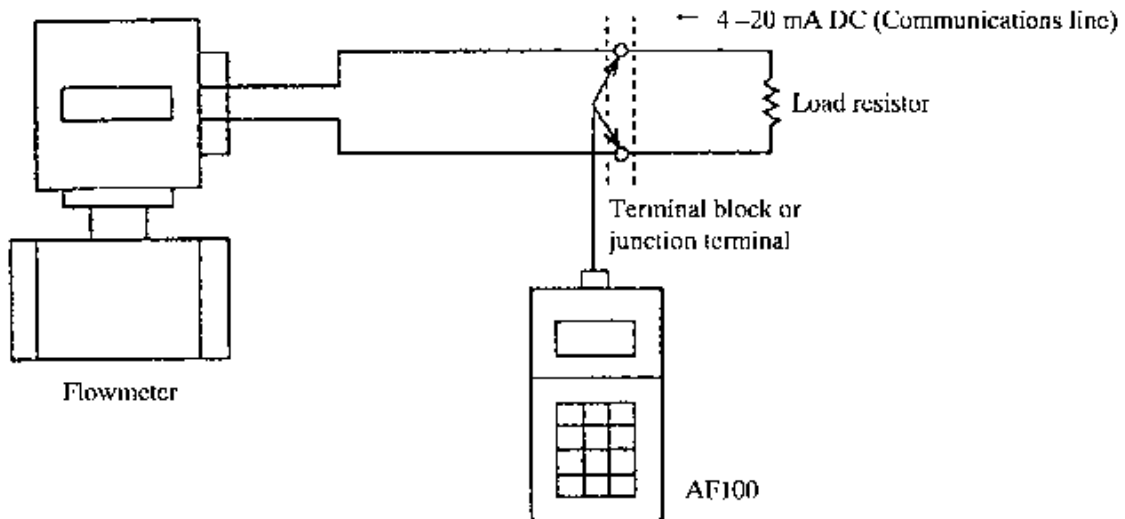 ← 4–20 mA DC (Communications line)
Load resistor
Terminal block or
junction terminal
Flowmeter
AF100